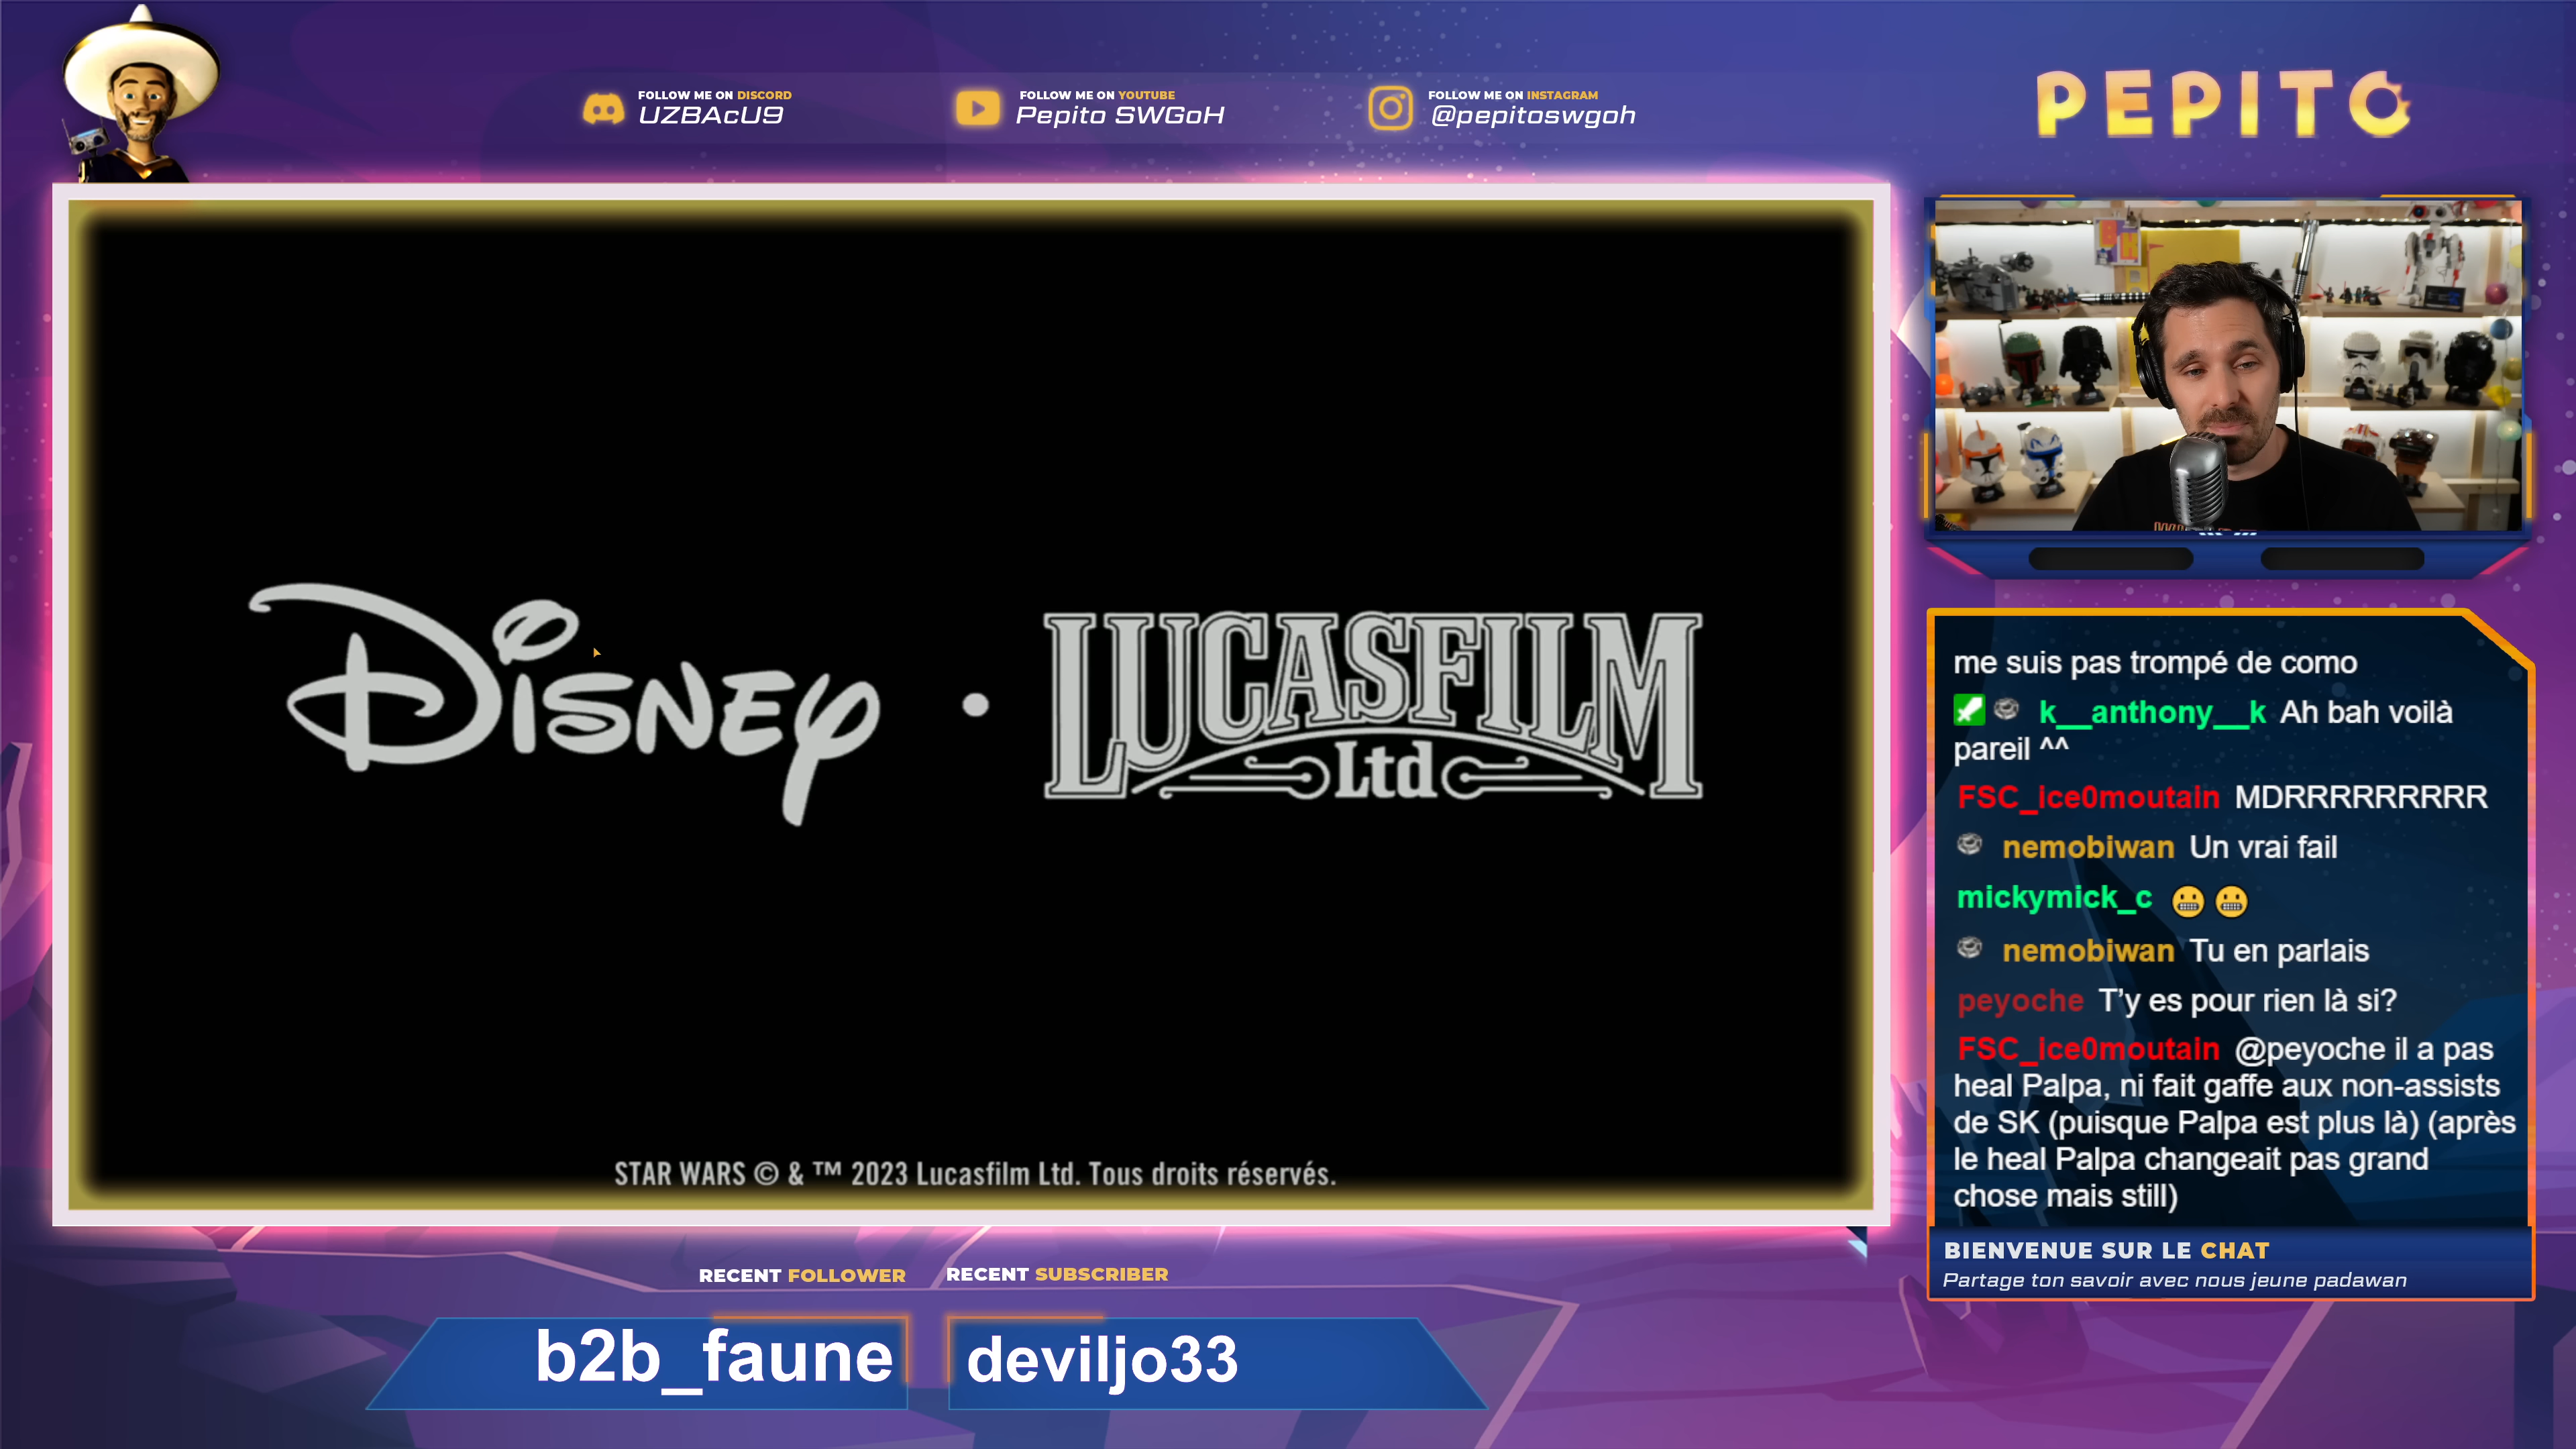 FOLLOW ME ON DISCORD
UZBAcU9
FOLLOW ME ON YOUTUBE
Pepito SWGoH
FOLLOW ME ON INSTAGRAM
@pepitoswgoh
PEPITO
DISNEY · LUCASFILM
Ltd
STAR WARS © & ™ 2023 Lucasfilm Ltd. Tous droits réservés.
me suis pas trompé de como
k__anthony__k Ah bah voilà
pareil ^^
FSC_ice0moutain MDRRRRRRRRRR
nemobiwan Un vrai fail
mickymick_c 😬 😬
nemobiwan Tu en parlais
peyoche T'y es pour rien là si?
FSC_ice0moutain @peyoche il a pas
heal Palpa, ni fait gaffe aux non-assists
de SK (puisque Palpa est plus là) (après
le heal Palpa changeait pas grand
chose mais still)
BIENVENUE SUR LE CHAT
Partage ton savoir avec nous jeune padawan
RECENT FOLLOWER
b2b_faune
RECENT SUBSCRIBER
deviljo33